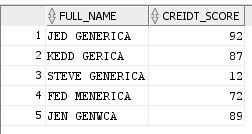 FULL_NAME CREIDT_SCORE
1 JED GENERICA 92
2 KEDD GERICA 87
3 STEVE GENERICA 12
4 FED MENERICA 72
5 JEN GENWCA 89